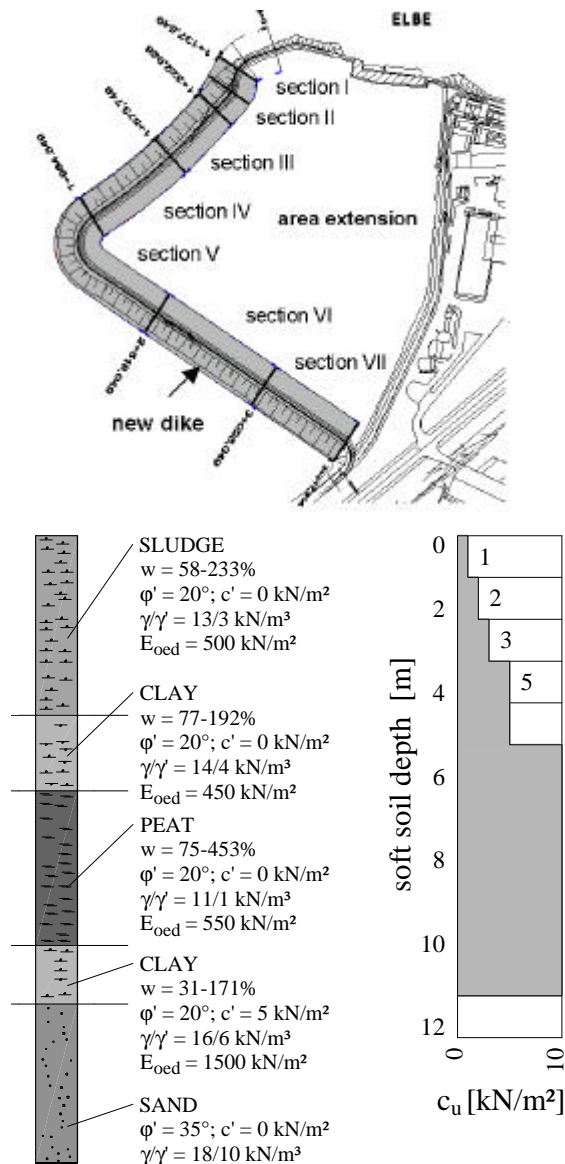 ELBE
section I
section II
section III
section IV
area extension
section V
section VI
section VII
new dike
SLUDGE
w = 58-233%
φ' = 20°; c' = 0 kN/m²
γ/γ' = 13/3 kN/m³
Eoed = 500 kN/m²
CLAY
w = 77-192%
φ' = 20°; c' = 0 kN/m²
γ/γ' = 14/4 kN/m³
Eoed = 450 kN/m²
PEAT
w = 75-453%
φ' = 20°; c' = 0 kN/m²
γ/γ' = 11/1 kN/m³
Eoed = 550 kN/m²
CLAY
w = 31-171%
φ' = 20°; c' = 5 kN/m²
γ/γ' = 16/6 kN/m³
Eoed = 1500 kN/m²
SAND
φ' = 35°; c' = 0 kN/m²
γ/γ' = 18/10 kN/m³
soft soil depth [m]
0
2
4
6
8
10
12
1
2
3
5
0
10
cu [kN/m²]